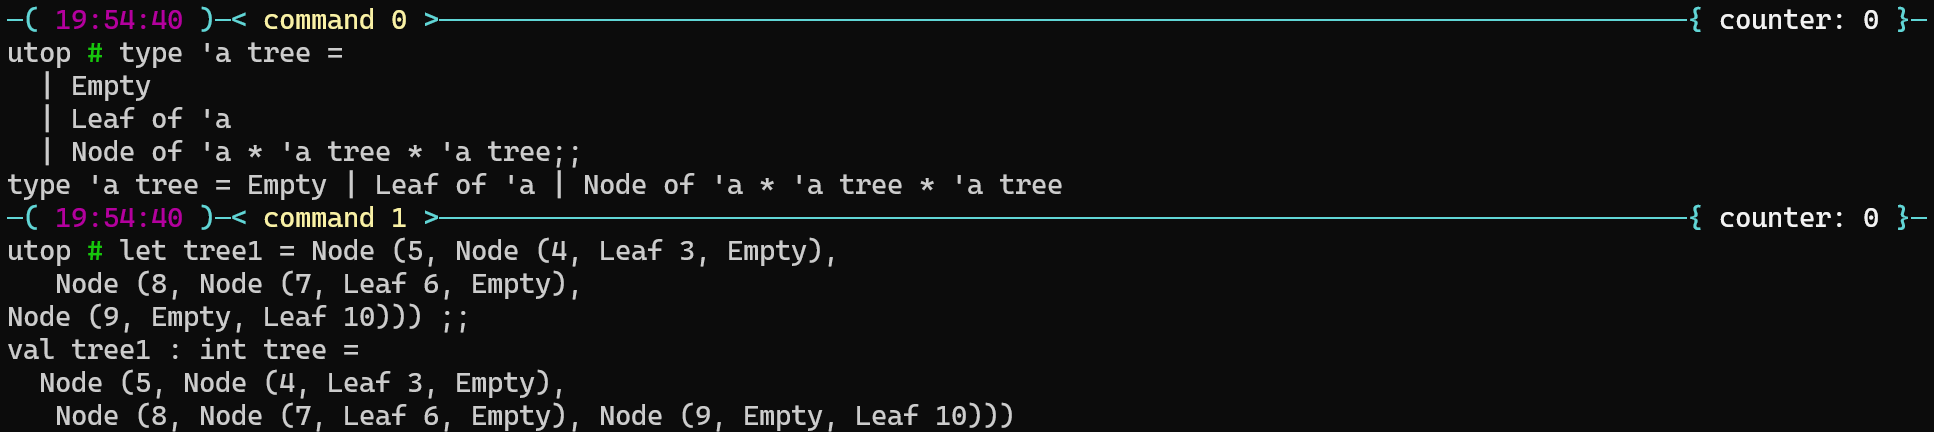 ─( 19:54:40 )─< command 0 >──────────{ counter: 0 }─
utop # type 'a tree =
  | Empty
  | Leaf of 'a
  | Node of 'a * 'a tree * 'a tree;;
type 'a tree = Empty | Leaf of 'a | Node of 'a * 'a tree * 'a tree
─( 19:54:40 )─< command 1 >──────────{ counter: 0 }─
utop # let tree1 = Node (5, Node (4, Leaf 3, Empty),
   Node (8, Node (7, Leaf 6, Empty),
Node (9, Empty, Leaf 10))) ;;
val tree1 : int tree =
  Node (5, Node (4, Leaf 3, Empty),
   Node (8, Node (7, Leaf 6, Empty), Node (9, Empty, Leaf 10)))